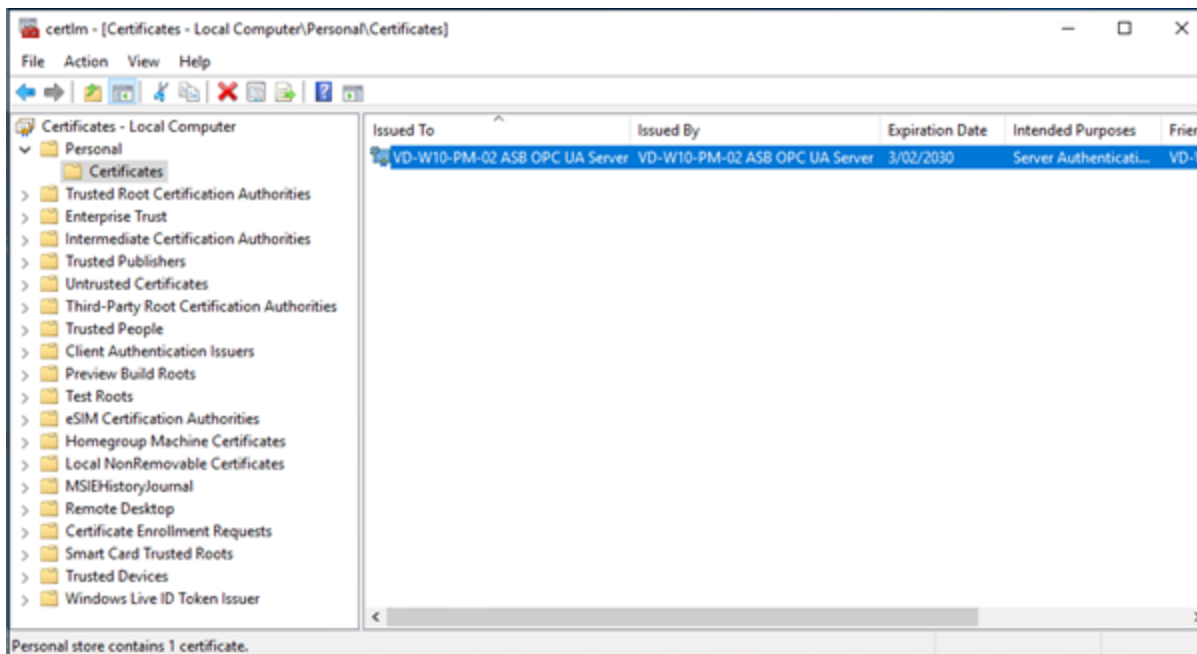 certlm - [Certificates - Local Computer\Personal\Certificates]
File Action View Help
Certificates - Local Computer
Personal
Certificates
Trusted Root Certification Authorities
Enterprise Trust
Intermediate Certification Authorities
Trusted Publishers
Untrusted Certificates
Third-Party Root Certification Authorities
Trusted People
Client Authentication Issuers
Preview Build Roots
Test Roots
eSIM Certification Authorities
Homegroup Machine Certificates
Local NonRemovable Certificates
MSIEHistoryJournal
Remote Desktop
Certificate Enrollment Requests
Smart Card Trusted Roots
Trusted Devices
Windows Live ID Token Issuer
Issued To Issued By Expiration Date Intended Purposes Frier
VD-W10-PM-02 ASB OPC UA Server VD-W10-PM-02 ASB OPC UA Server 3/02/2030 Server Authenticati... VD-
Personal store contains 1 certificate.